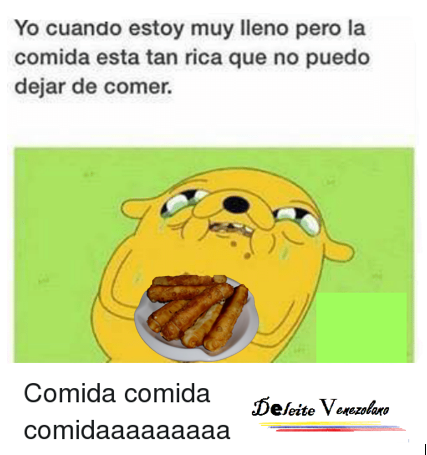 Yo cuando estoy muy lleno pero la
comida esta tan rica que no puedo
dejar de comer.
Comida comida
comidaaaaaaaaa
Deleite Venezolano